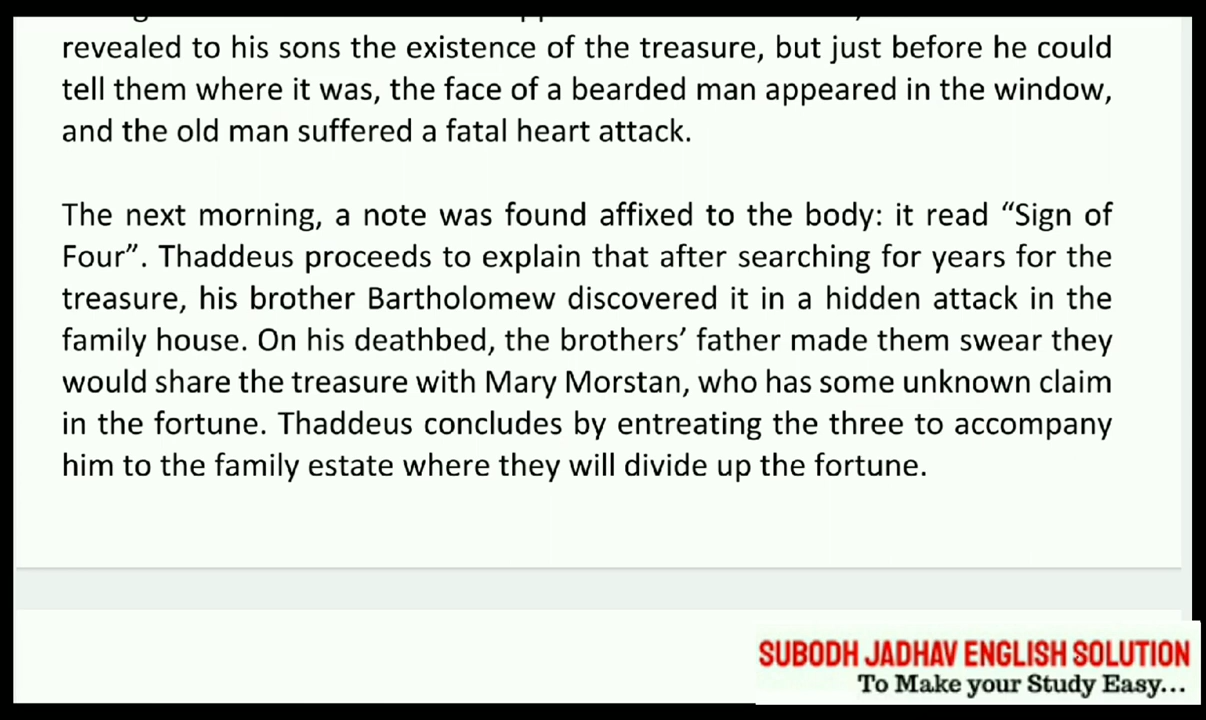 revealed to his sons the existence of the treasure, but just before he could
tell them where it was, the face of a bearded man appeared in the window,
and the old man suffered a fatal heart attack.
The next morning, a note was found affixed to the body: it read “Sign of
Four”. Thaddeus proceeds to explain that after searching for years for the
treasure, his brother Bartholomew discovered it in a hidden attack in the
family house. On his deathbed, the brothers’ father made them swear they
would share the treasure with Mary Morstan, who has some unknown claim
in the fortune. Thaddeus concludes by entreating the three to accompany
him to the family estate where they will divide up the fortune.
SUBODH JADHAV ENGLISH SOLUTION
To Make your Study Easy...